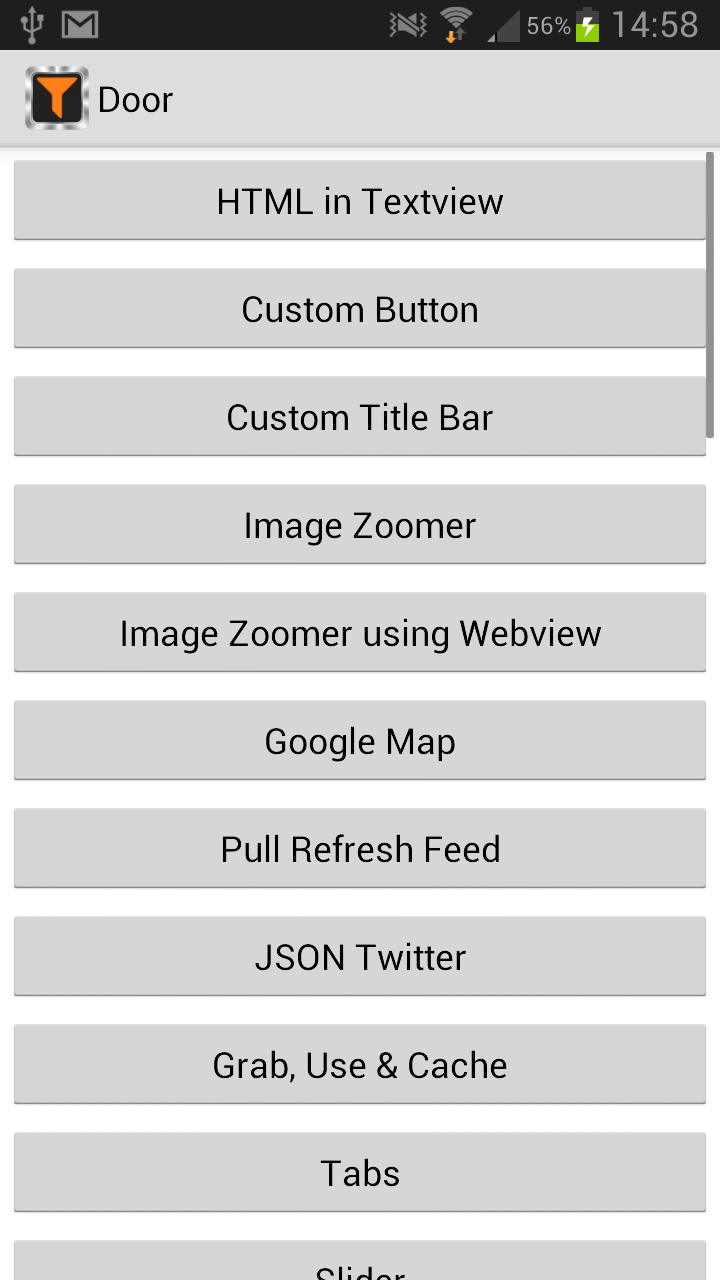 56% 14:58
Door
HTML in Textview
Custom Button
Custom Title Bar
Image Zoomer
Image Zoomer using Webview
Google Map
Pull Refresh Feed
JSON Twitter
Grab, Use & Cache
Tabs
Slider